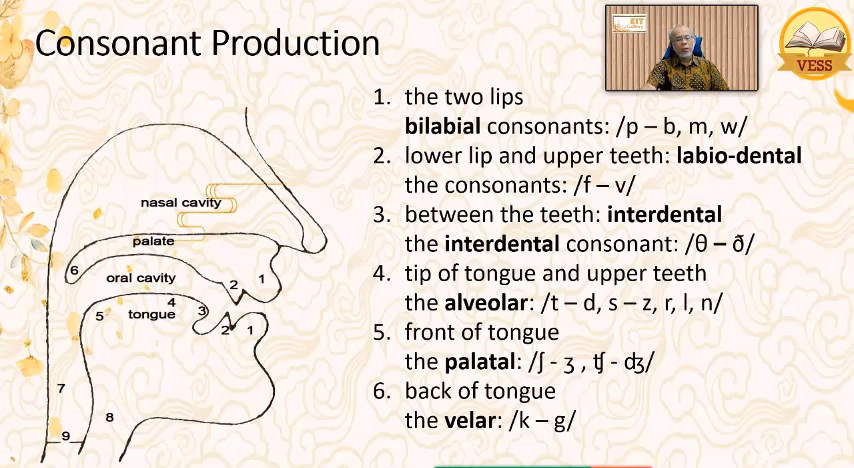 Consonant Production
EIT
VESS
1. the two lips
bilabial consonants: /p – b, m, w/
2. lower lip and upper teeth: labio-dental
the consonants: /f – v/
3. between the teeth: interdental
the interdental consonant: /θ – ð/
4. tip of tongue and upper teeth
the alveolar: /t – d, s – z, r, l, n/
5. front of tongue
the palatal: /ʃ - ʒ , ʧ - ʤ/
6. back of tongue
the velar: /k – g/
nasal cavity
palate
6
oral cavity
2
1
4
3
5
tongue
2
1
7
8
9